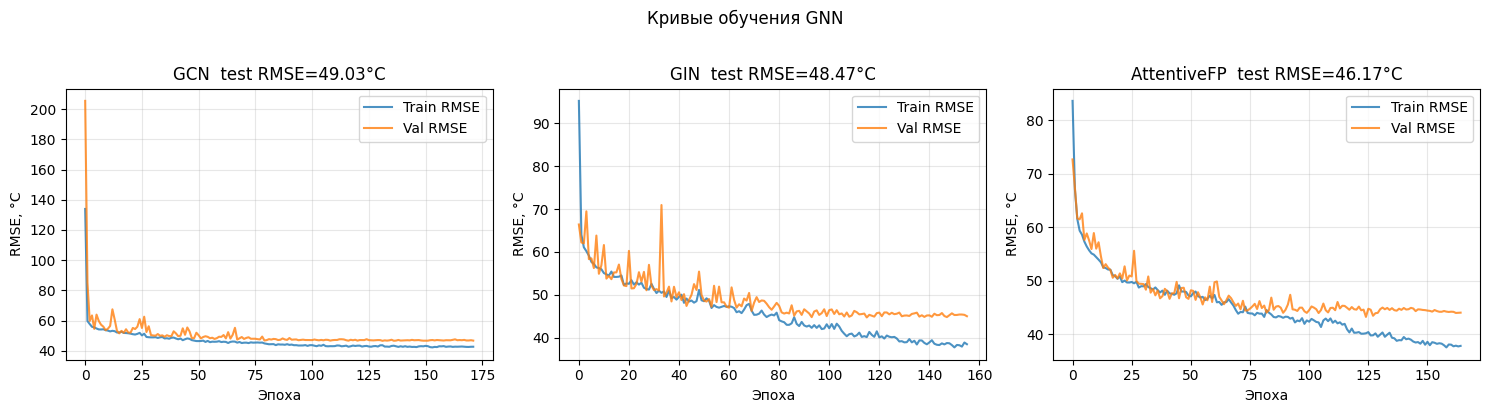 Кривые обучения GNN
GCN  test RMSE=49.03°C
Train RMSE
Val RMSE
RMSE, °C
200
180
160
140
120
100
80
60
40
0
25
50
75
100
125
150
175
Эпоха
GIN  test RMSE=48.47°C
Train RMSE
Val RMSE
RMSE, °C
90
80
70
60
50
40
0
20
40
60
80
100
120
140
160
Эпоха
AttentiveFP  test RMSE=46.17°C
Train RMSE
Val RMSE
RMSE, °C
80
70
60
50
40
0
25
50
75
100
125
150
Эпоха